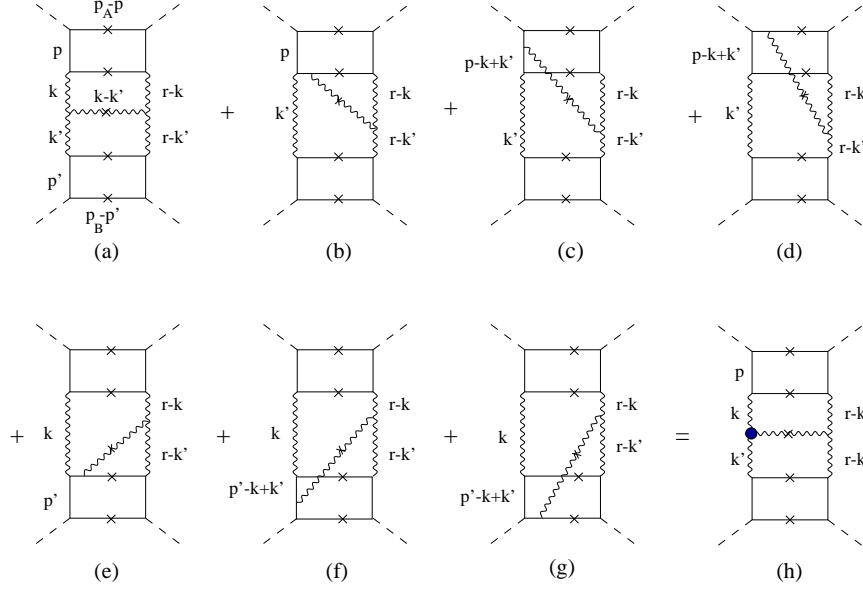 p_A-p
p
k
k-k'
r-k
k'
r-k'
p'
p_B-p'
(a)
+
p
k'
r-k
r-k'
(b)
+
p-k+k'
k'
r-k
r-k'
(c)
+
p-k+k'
k'
r-k
r-k'
(d)
+
k
r-k
r-k'
p'
(e)
+
k
r-k
r-k'
p'-k+k'
(f)
+
k
r-k
r-k'
p'-k+k'
(g)
=
p
k
r-k
k'
r-k
(h)